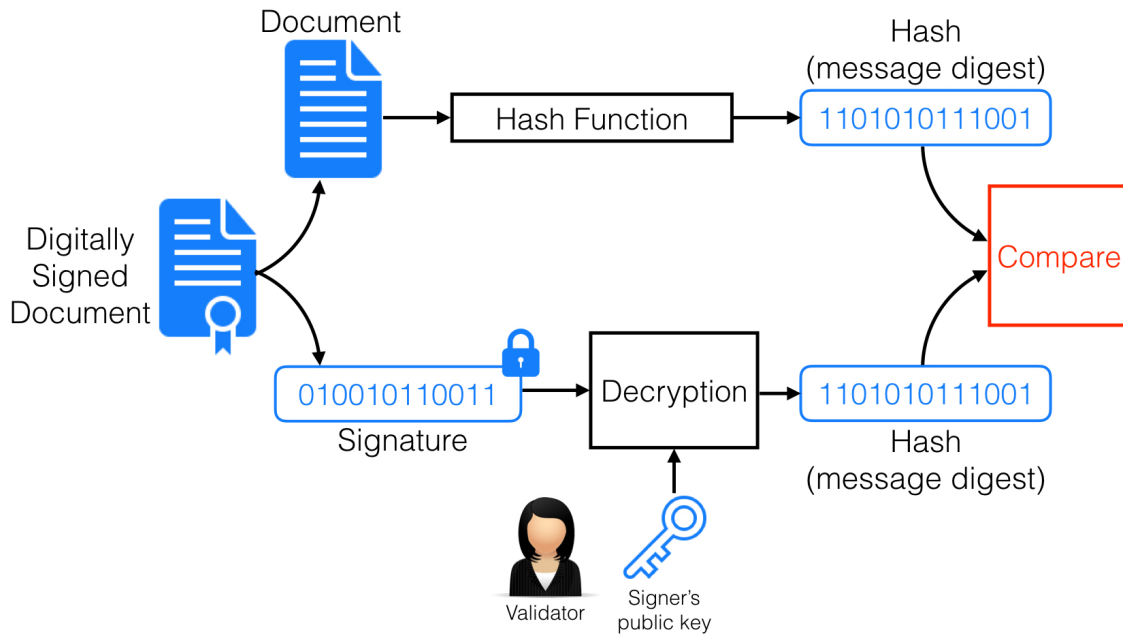 Document
Hash
(message digest)
Hash Function
1101010111001
Digitally
Signed
Document
Compare
010010110011
Signature
Decryption
1101010111001
Hash
(message digest)
Validator
Signer's
public key